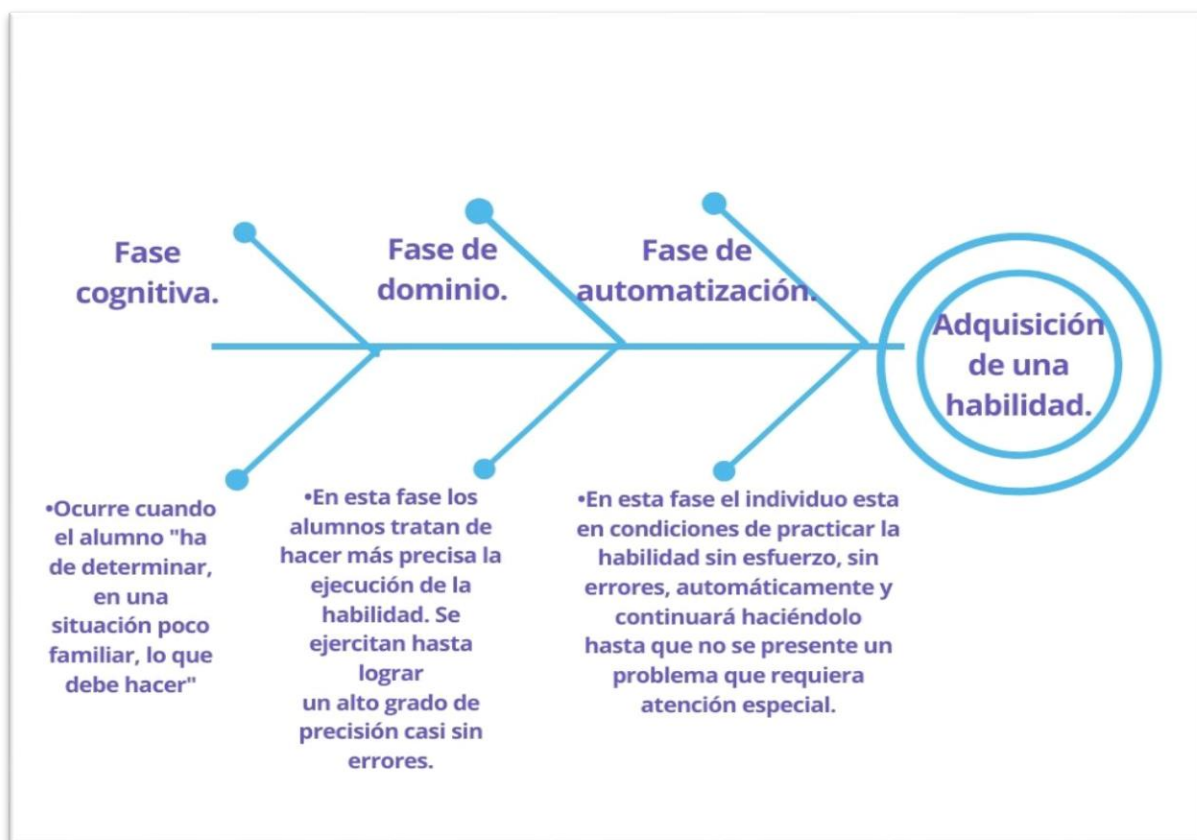 Fase
cognitiva.
Fase de
dominio.
Fase de
automatización.
Adquisición
de una
habilidad.
•Ocurre cuando
el alumno "ha
de determinar,
en una
situación poco
familiar, lo que
debe hacer"
•En esta fase los
alumnos tratan de
hacer más precisa la
ejecución de la
habilidad. Se
ejercitan hasta
lograr
un alto grado de
precisión casi sin
errores.
•En esta fase el individuo esta
en condiciones de practicar la
habilidad sin esfuerzo, sin
errores, automáticamente y
continuará haciéndolo
hasta que no se presente un
problema que requiera
atención especial.